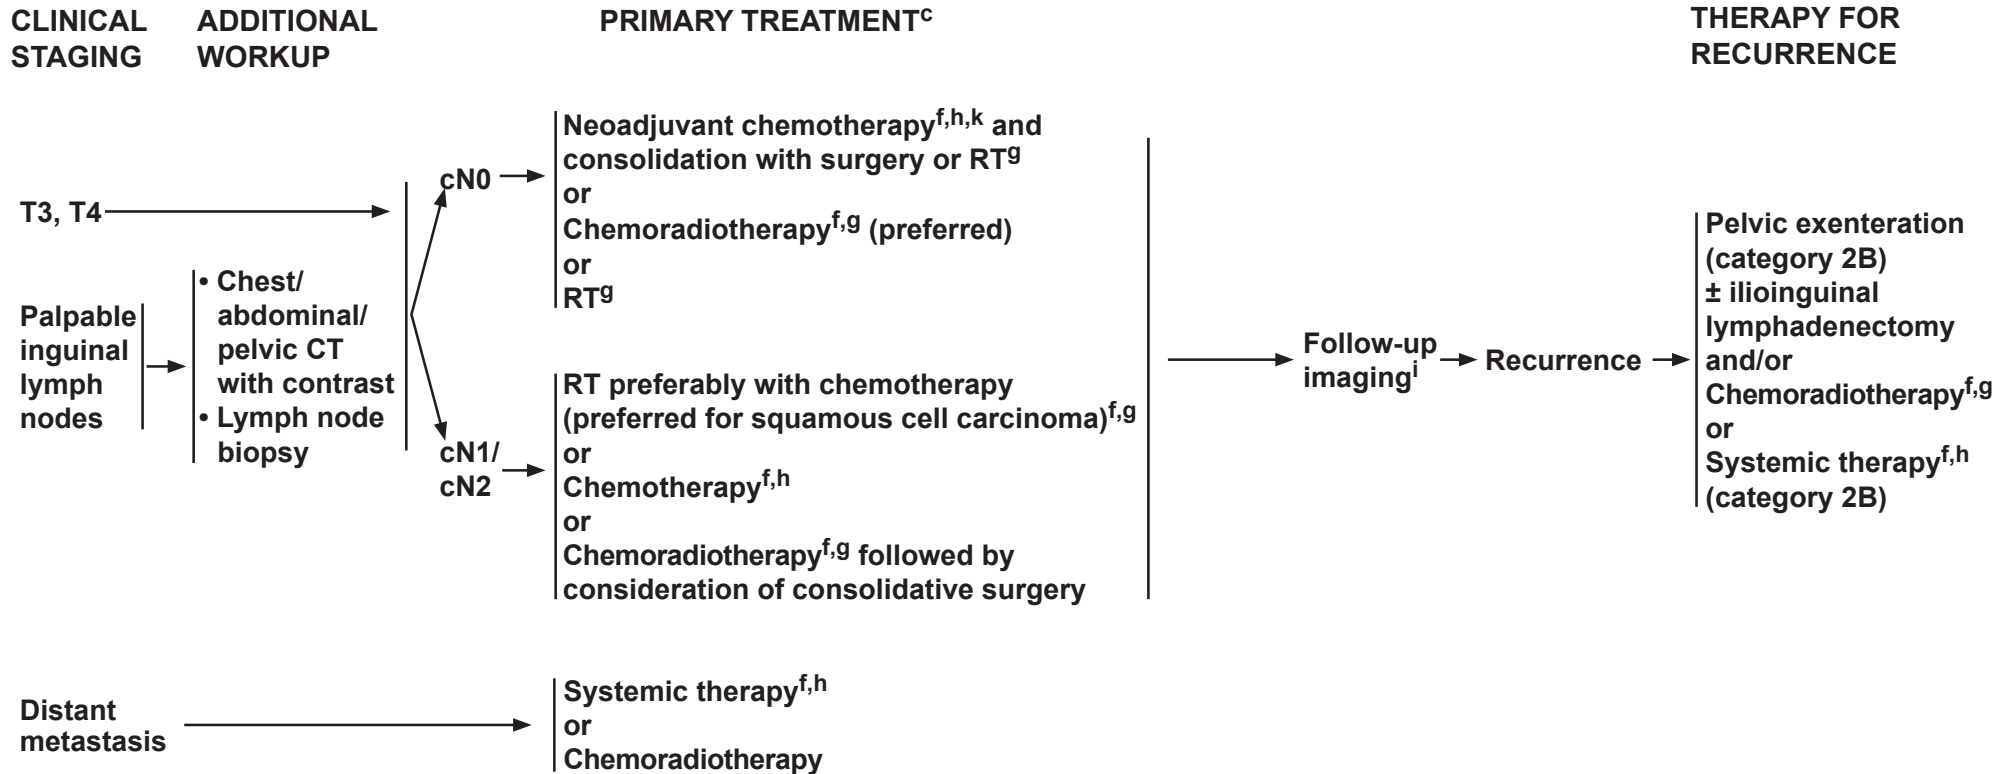 CLINICAL
STAGING
ADDITIONAL
WORKUP
PRIMARY TREATMENTc
THERAPY FOR
RECURRENCE
T3, T4
Palpable
inguinal
lymph
nodes
• Chest/
abdominal/
pelvic CT
with contrast
• Lymph node
biopsy
cN0
Neoadjuvant chemotherapyf,h,k and
consolidation with surgery or RTg
or
Chemoradiotherapyf,g (preferred)
or
RTg
cN1/
cN2
RT preferably with chemotherapy
(preferred for squamous cell carcinoma)f,g
or
Chemotherapyf,h
or
Chemoradiotherapyf,g followed by
consideration of consolidative surgery
Follow-up
imagingi
Recurrence
Pelvic exenteration
(category 2B)
± ilioinguinal
lymphadenectomy
and/or
Chemoradiotherapyf,g
or
Systemic therapyf,h
(category 2B)
Distant
metastasis
Systemic therapyf,h
or
Chemoradiotherapy